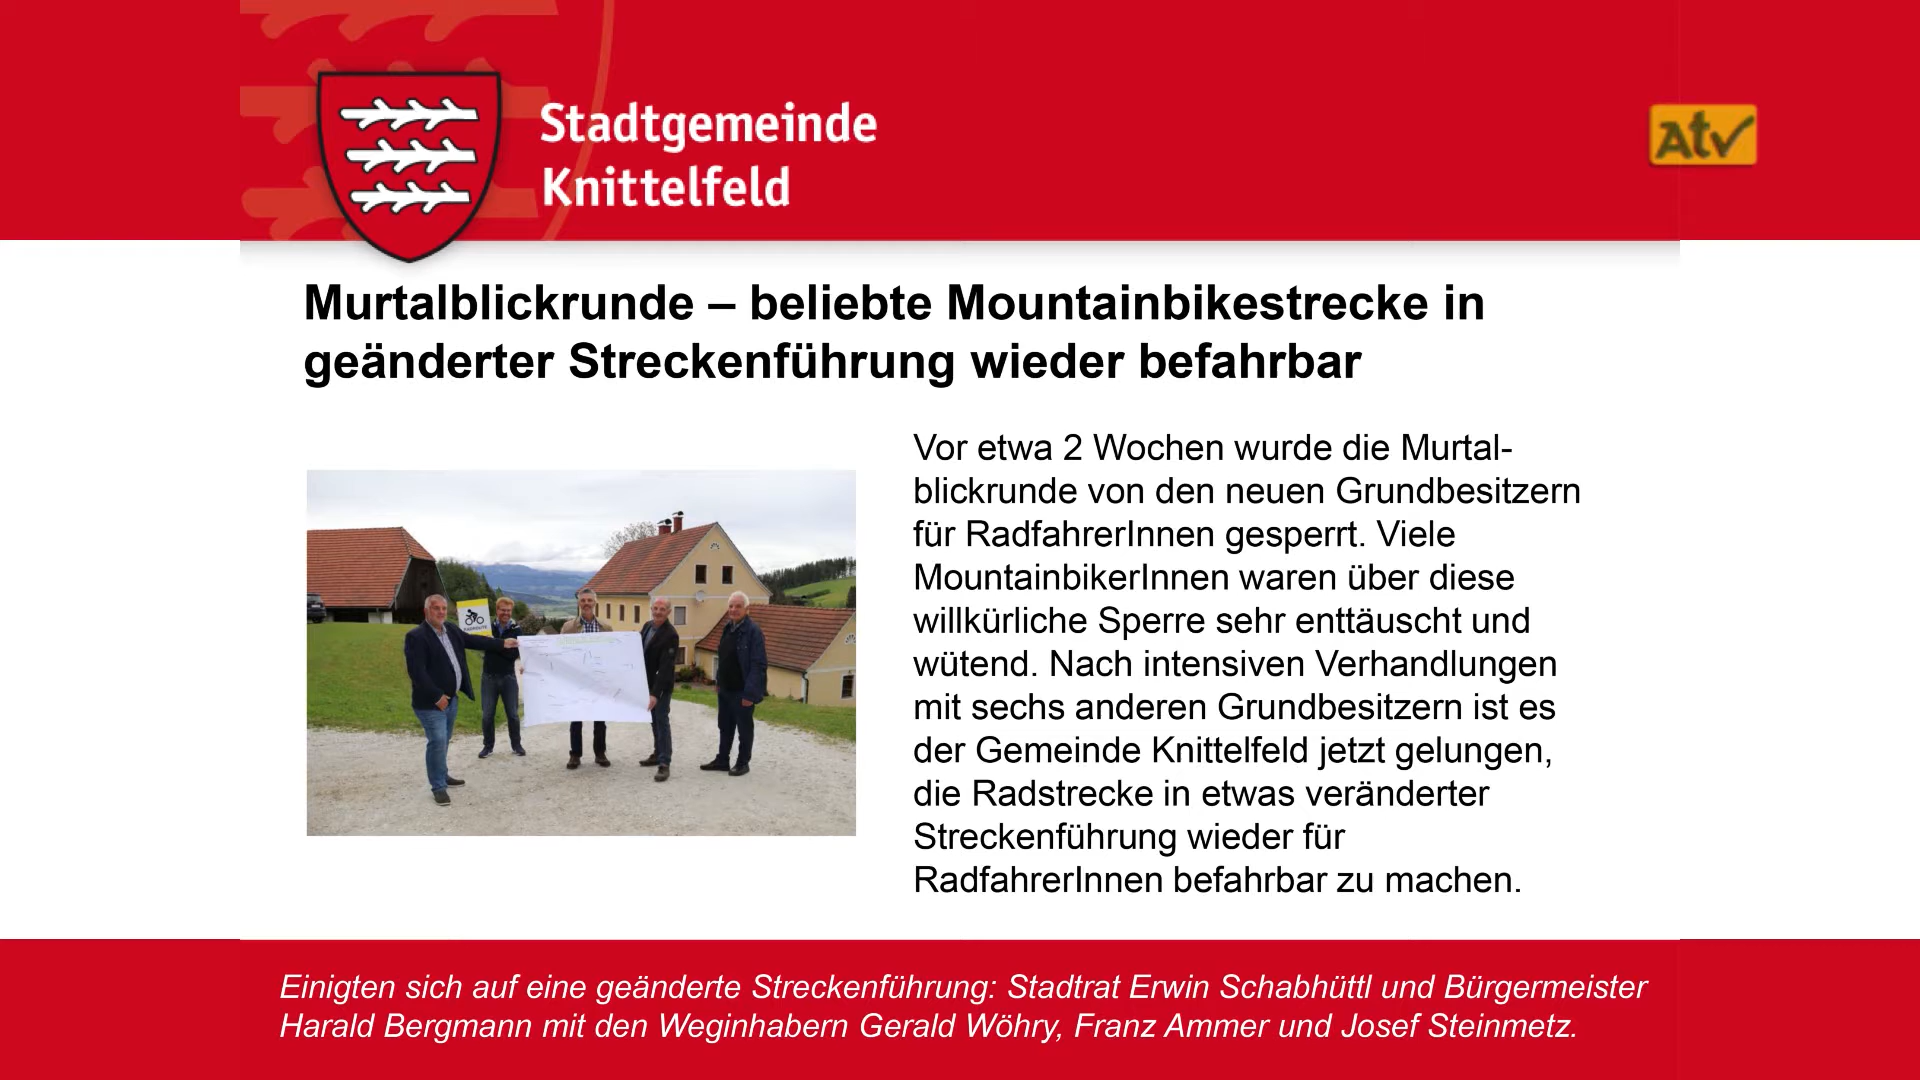 Stadtgemeinde
Knittelfeld
Atv
Murtalblickrunde – beliebte Mountainbikestrecke in
geänderter Streckenführung wieder befahrbar
Vor etwa 2 Wochen wurde die Murtal-
blickrunde von den neuen Grundbesitzern
für RadfahrerInnen gesperrt. Viele
MountainbikerInnen waren über diese
willkürliche Sperre sehr enttäuscht und
wütend. Nach intensiven Verhandlungen
mit sechs anderen Grundbesitzern ist es
der Gemeinde Knittelfeld jetzt gelungen,
die Radstrecke in etwas veränderter
Streckenführung wieder für
RadfahrerInnen befahrbar zu machen.
Einigten sich auf eine geänderte Streckenführung: Stadtrat Erwin Schabhüttl und Bürgermeister
Harald Bergmann mit den Weginhabern Gerald Wöhry, Franz Ammer und Josef Steinmetz.